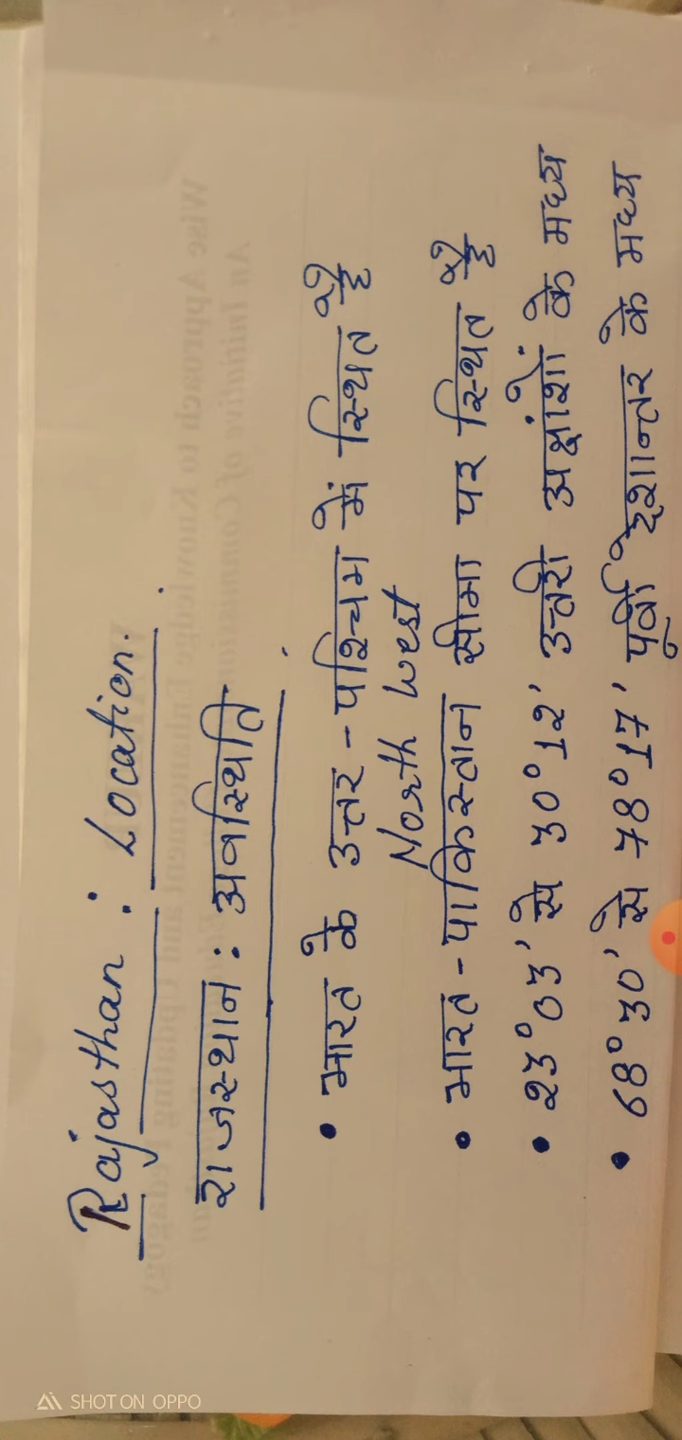 Rajasthan : Location.
राजस्थान : अवस्थिति
• भारत के उत्तर - पश्चिम में स्थित है
North West
• भारत - पाकिस्तान सीमा पर स्थित है
• 23°03' से 30°12' उत्तरी अक्षांशों के मध्य
• 68°30' से 78°17' पूर्वी देशान्तर के मध्य
SHOT ON OPPO